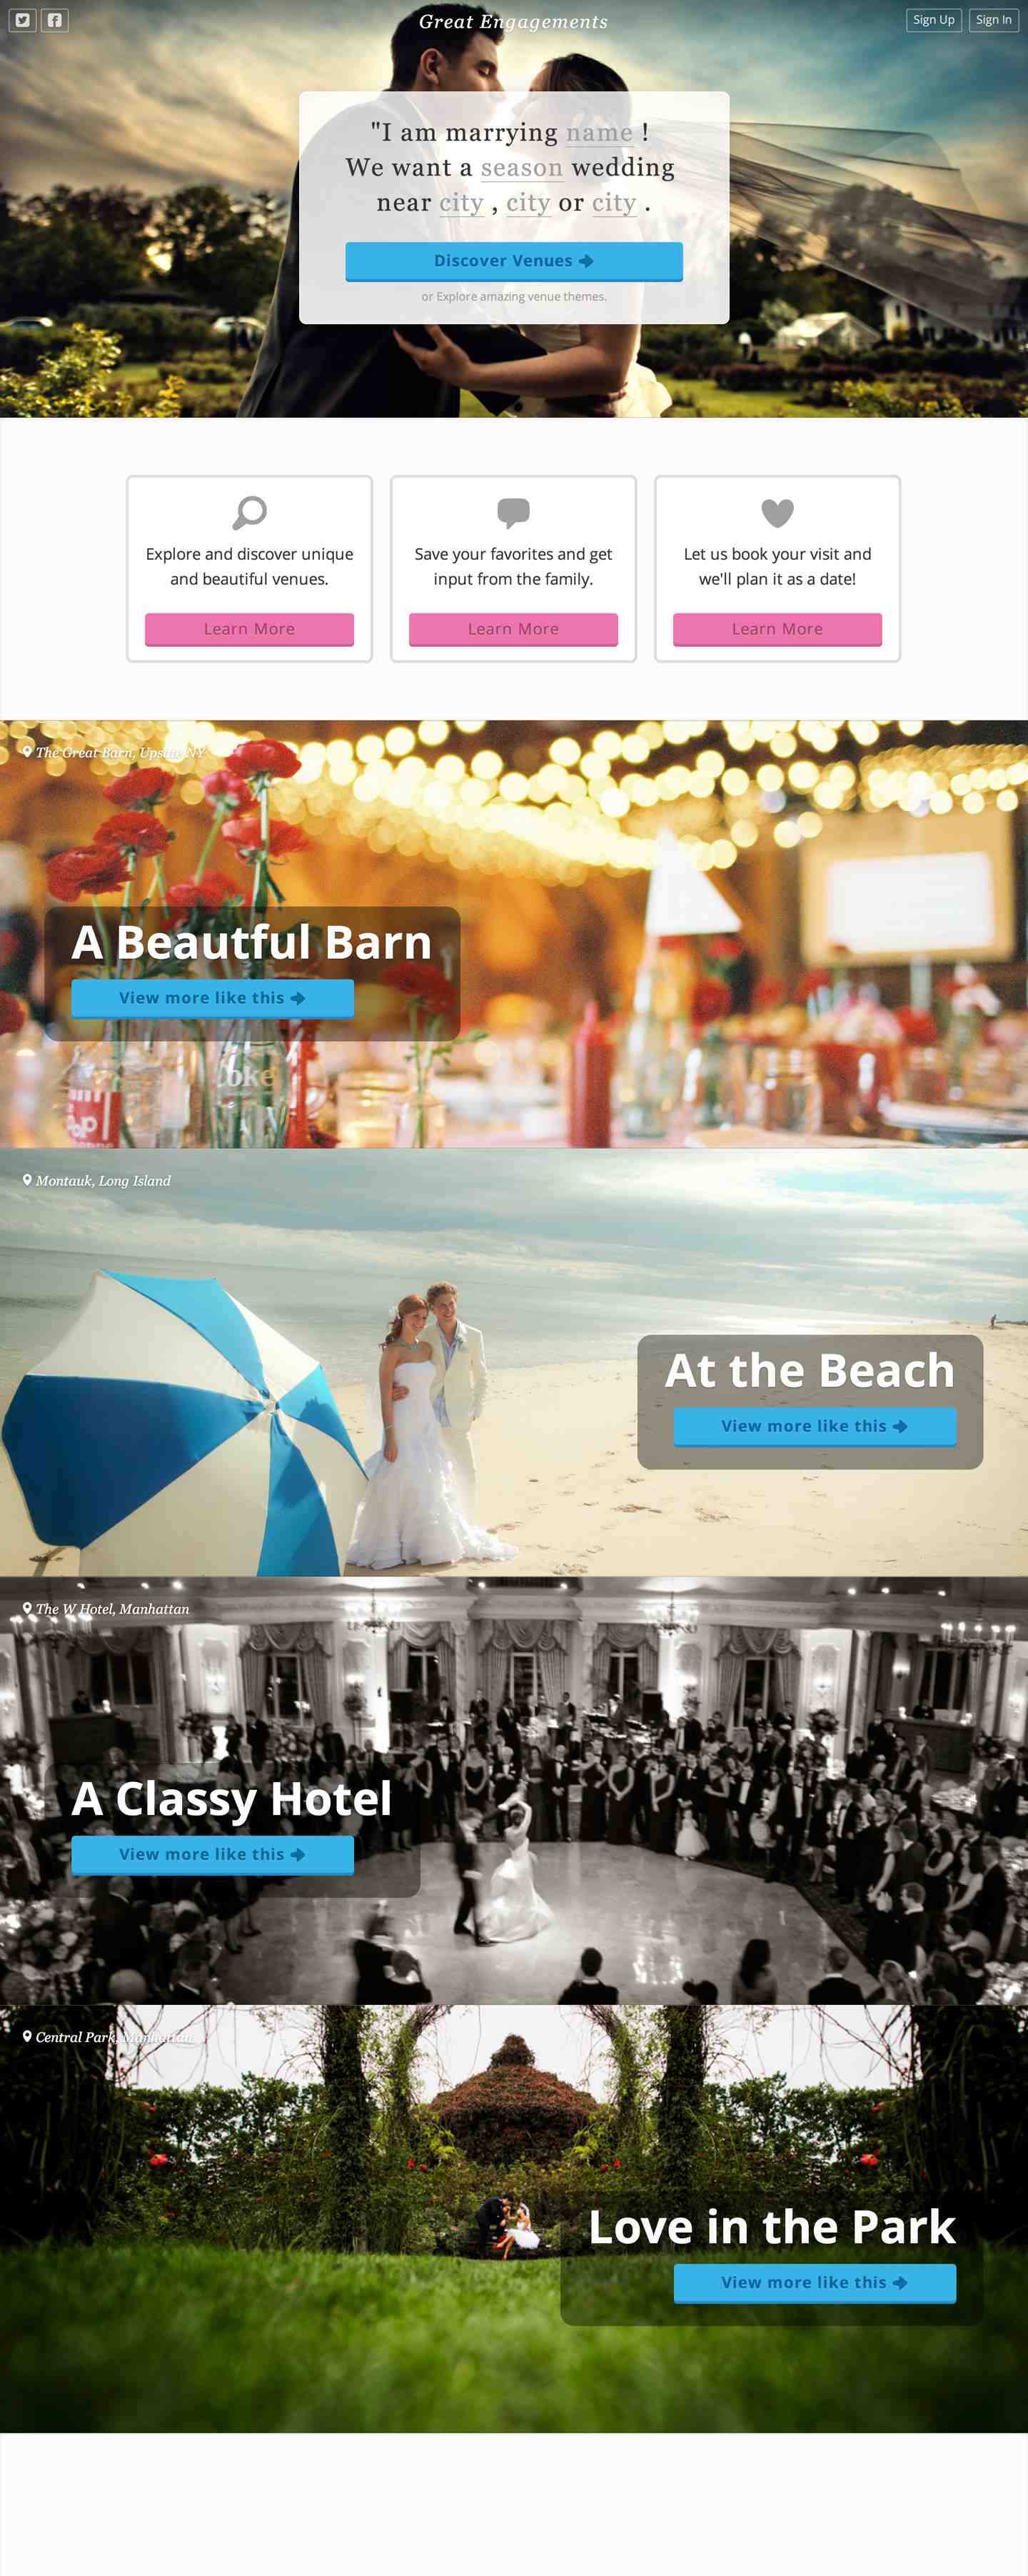 Great Engagements
Sign Up
Sign In
"I am marrying name !
We want a season wedding
near city , city or city .
Discover Venues
or Explore amazing venue themes.
Explore and discover unique
and beautiful venues.
Learn More
Save your favorites and get
input from the family.
Learn More
Let us book your visit and
we'll plan it as a date!
Learn More
The Great Barn, Upstate NY
A Beautful Barn
View more like this
Coke
Montauk, Long Island
At the Beach
View more like this
The W Hotel, Manhattan
A Classy Hotel
View more like this
Central Park, Manhattan
Love in the Park
View more like this